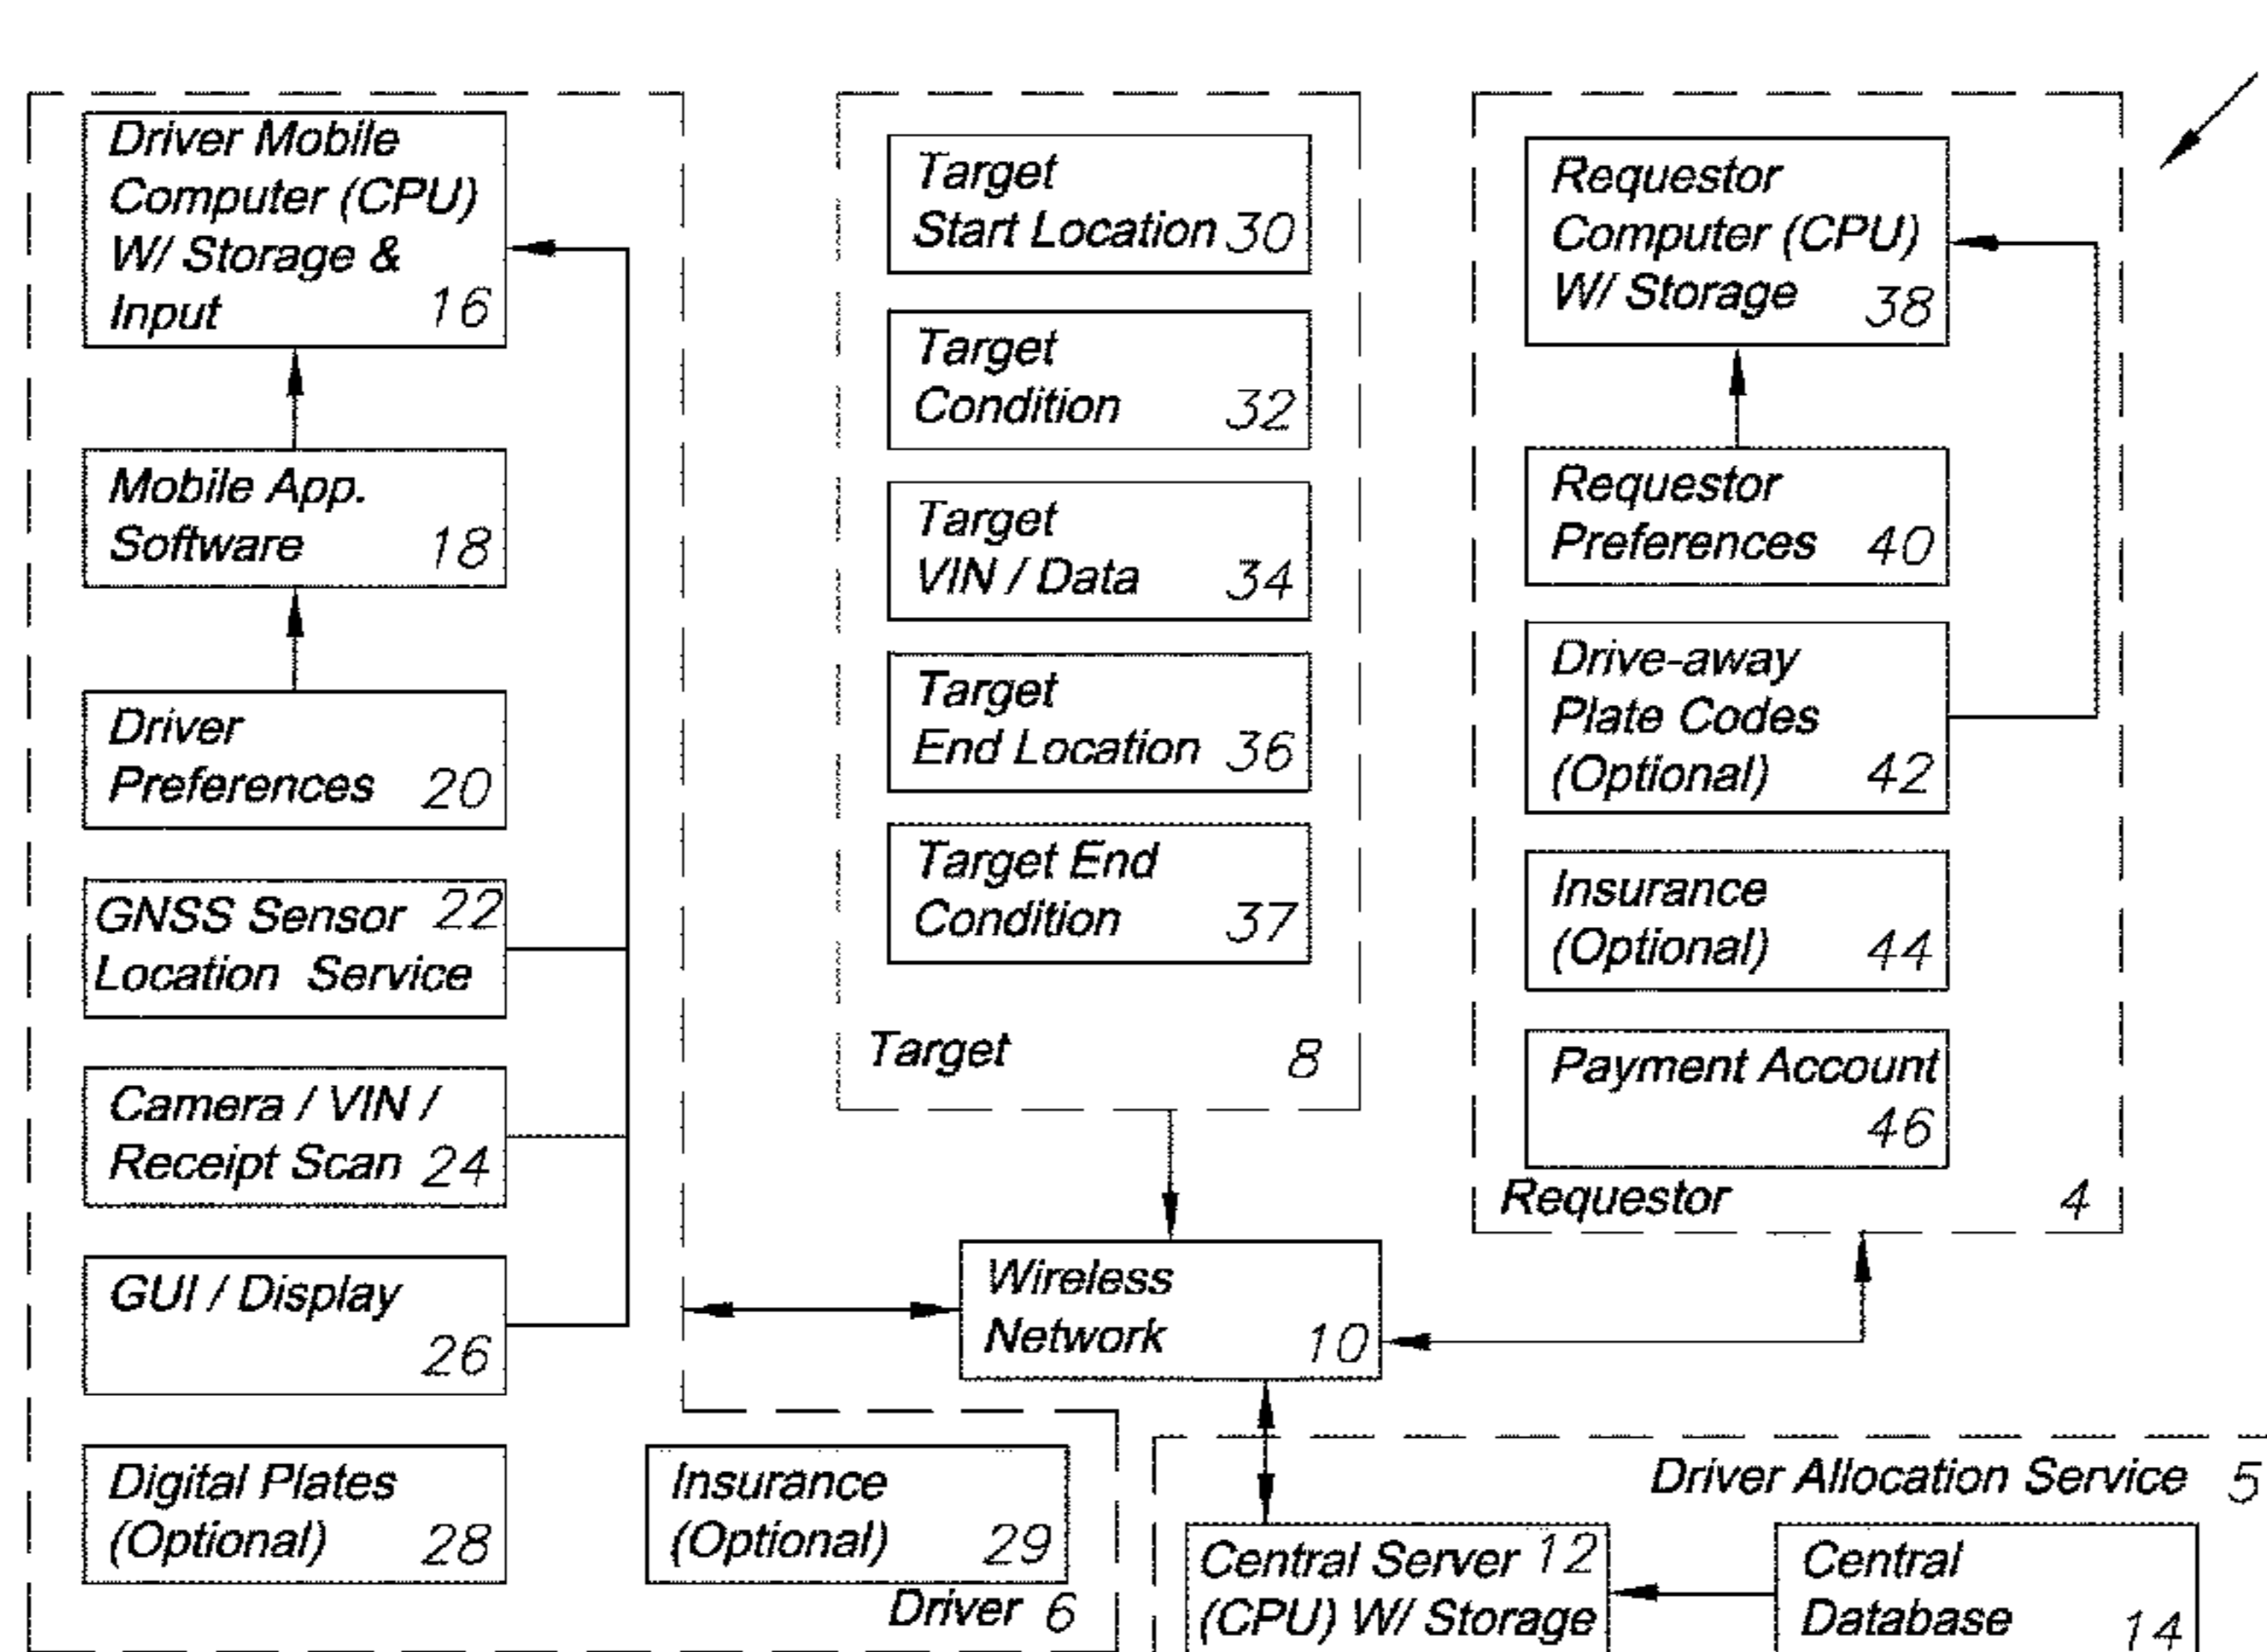 Driver Mobile
Computer (CPU)
W/ Storage &
Input 16
Mobile App.
Software 18
Driver
Preferences 20
GNSS Sensor 22
Location Service
Camera / VIN /
Receipt Scan 24
GUI / Display
26
Digital Plates
(Optional) 28
Insurance
(Optional) 29
Driver 6
Target
Start Location 30
Target
Condition 32
Target
VIN / Data 34
Target
End Location 36
Target End
Condition 37
Target 8
Requestor
Computer (CPU)
W/ Storage 38
Requestor
Preferences 40
Drive-away
Plate Codes
(Optional) 42
Insurance
(Optional) 44
Payment Account
46
Requestor 4
Wireless
Network 10
Driver Allocation Service 5
Central Server 12
(CPU) W/ Storage
Central
Database 14